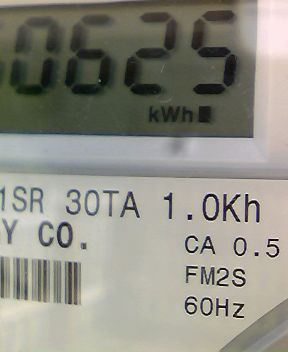 0625
kWh
1SR 30TA 1.0Kh
Y CO.
CA 0.5
FM2S
60Hz